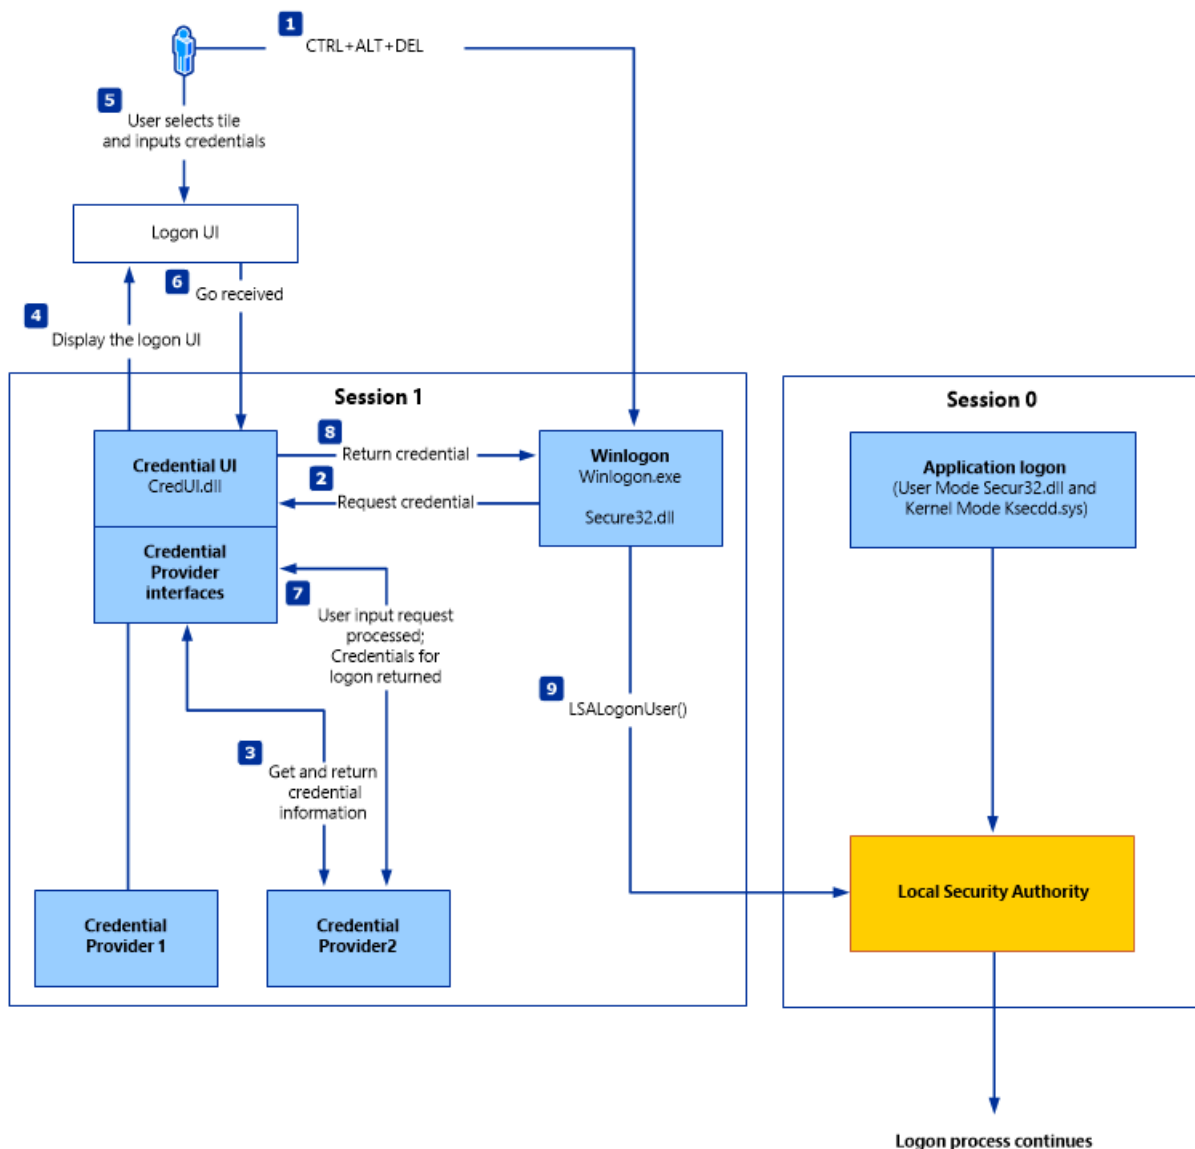 1
CTRL+ALT+DEL
5
User selects tile
and inputs credentials
Logon UI
6
Go received
4
Display the logon UI
Session 1
Session 0
8
Return credential
2
Request credential
Credential UI
CredUI.dll
Winlogon
Winlogon.exe
Secure32.dll
Application logon
(User Mode Secur32.dll and
Kernel Mode Ksecdd.sys)
Credential
Provider
interfaces
7
User input request
processed;
Credentials for
logon returned
9
LSALogonUser()
3
Get and return
credential
information
Local Security Authority
Credential
Provider 1
Credential
Provider2
Logon process continues